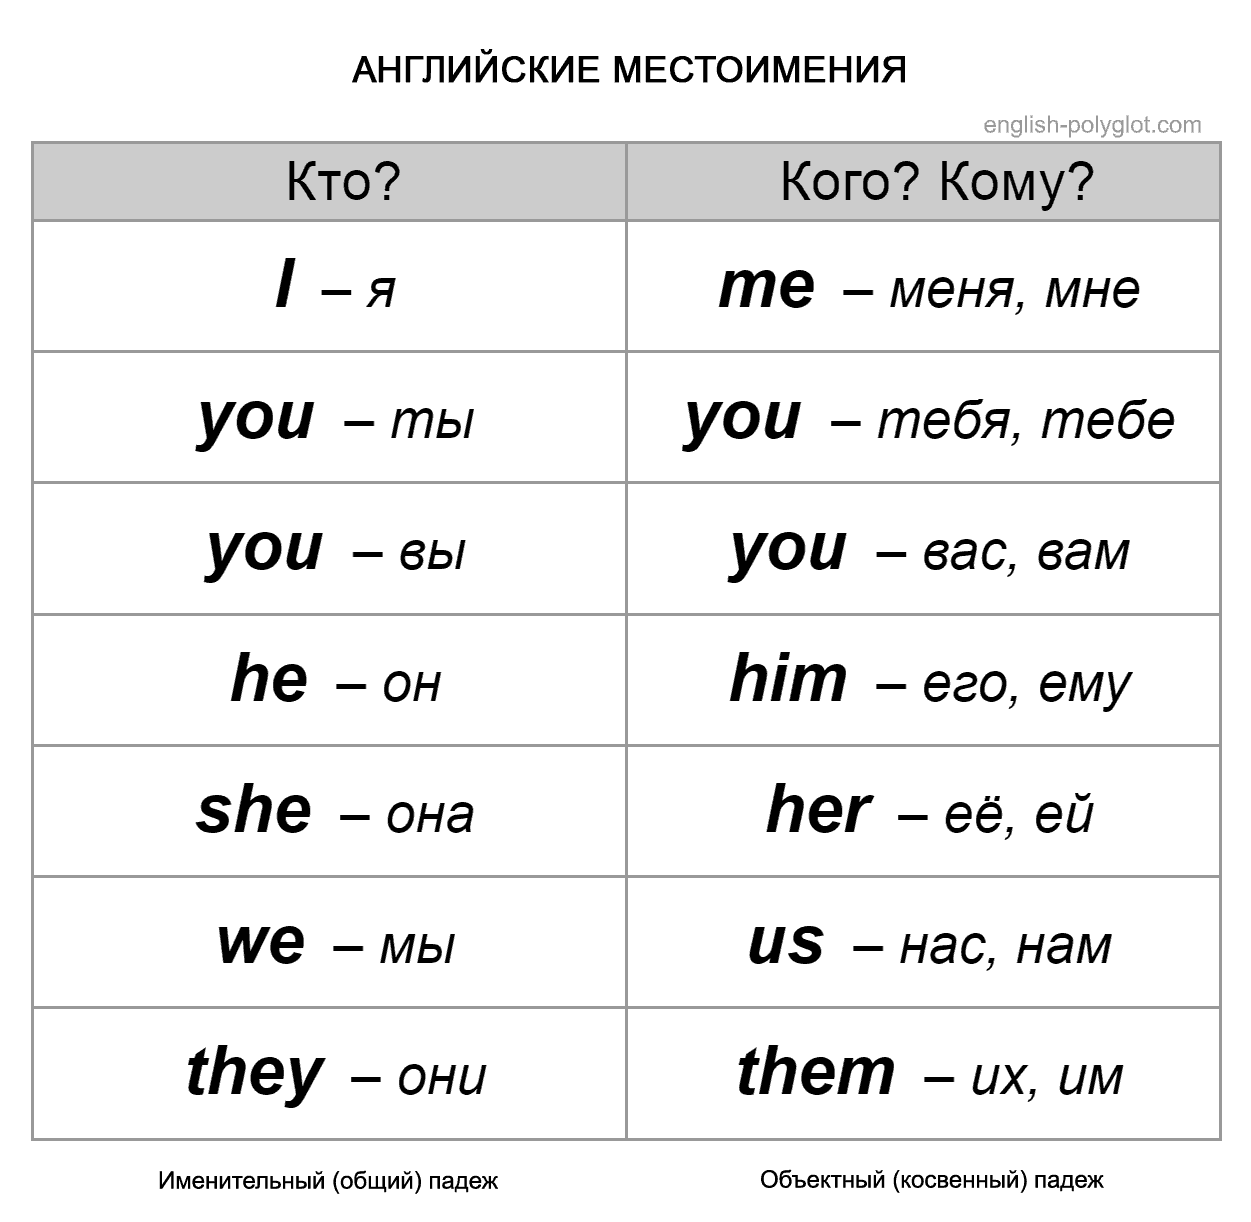 АНГЛИЙСКИЕ МЕСТОИМЕНИЯ
english-polyglot.com
Кто? Кого? Кому?
I – я me – меня, мне
you – ты you – тебя, тебе
you – вы you – вас, вам
he – он him – его, ему
she – она her – её, ей
we – мы us – нас, нам
they – они them – их, им
Именительный (общий) падеж Объектный (косвенный) падеж